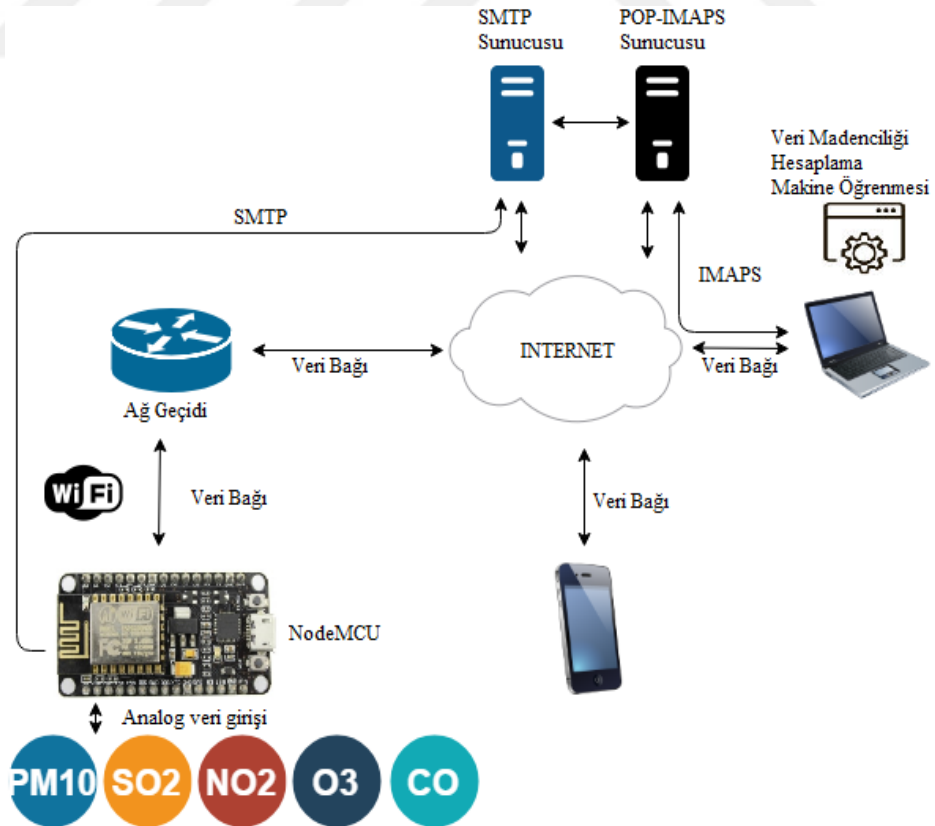 SMTP
Sunucusu
POP-IMAPS
Sunucusu
Veri Madenciliği
Hesaplama
Makine Öğrenmesi
SMTP
IMAPS
INTERNET
Veri Bağı
Veri Bağı
Ağ Geçidi
Wi Fi
Veri Bağı
Veri Bağı
NodeMCU
Analog veri girişi
PM10
SO2
NO2
O3
CO